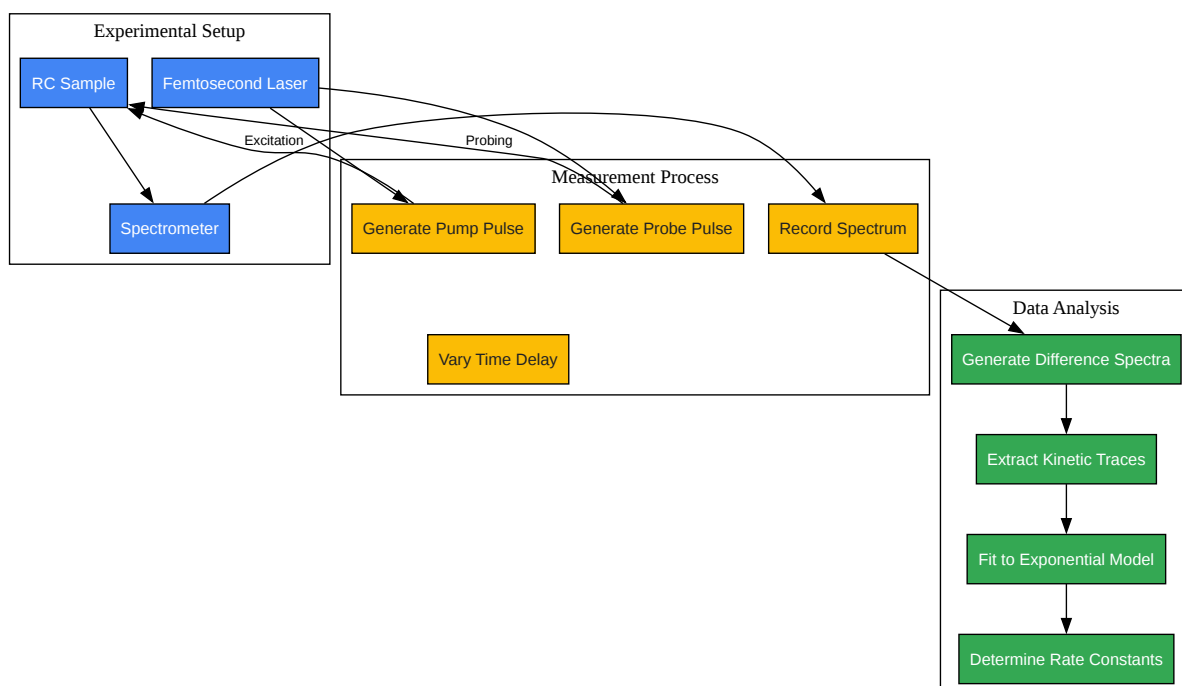 Experimental Setup
RC Sample
Femtosecond Laser
Excitation
Probing
Spectrometer
Measurement Process
Generate Pump Pulse
Generate Probe Pulse
Record Spectrum
Vary Time Delay
Data Analysis
Generate Difference Spectra
Extract Kinetic Traces
Fit to Exponential Model
Determine Rate Constants